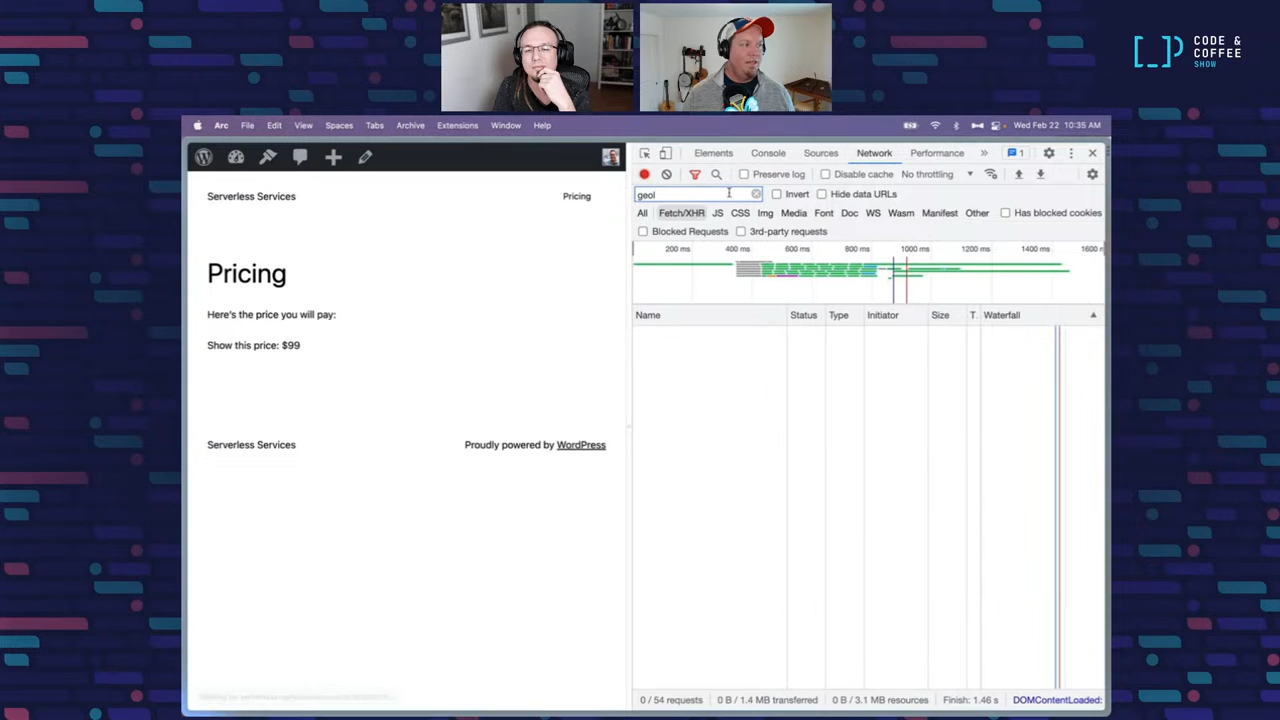 CODE &
COFFEE
SHOW
Arc File Edit View Spaces Tabs Archive Extensions Window Help Wed Feb 22 10:35 AM
Elements Console Sources Network Performance » 1
Preserve log Disable cache No throttling
geol Invert Hide data URLs
All Fetch/XHR JS CSS Img Media Font Doc WS Wasm Manifest Other Has blocked cookies
Blocked Requests 3rd-party requests
200 ms 400 ms 600 ms 800 ms 1000 ms 1200 ms 1400 ms 1600 n
Name Status Type Initiator Size T. Waterfall
Serverless Services Pricing
Pricing
Here's the price you will pay:
Show this price: $99
Serverless Services Proudly powered by WordPress
0 / 54 requests 0 B / 1.4 MB transferred 0 B / 3.1 MB resources Finish: 1.46 s DOMContentLoaded: